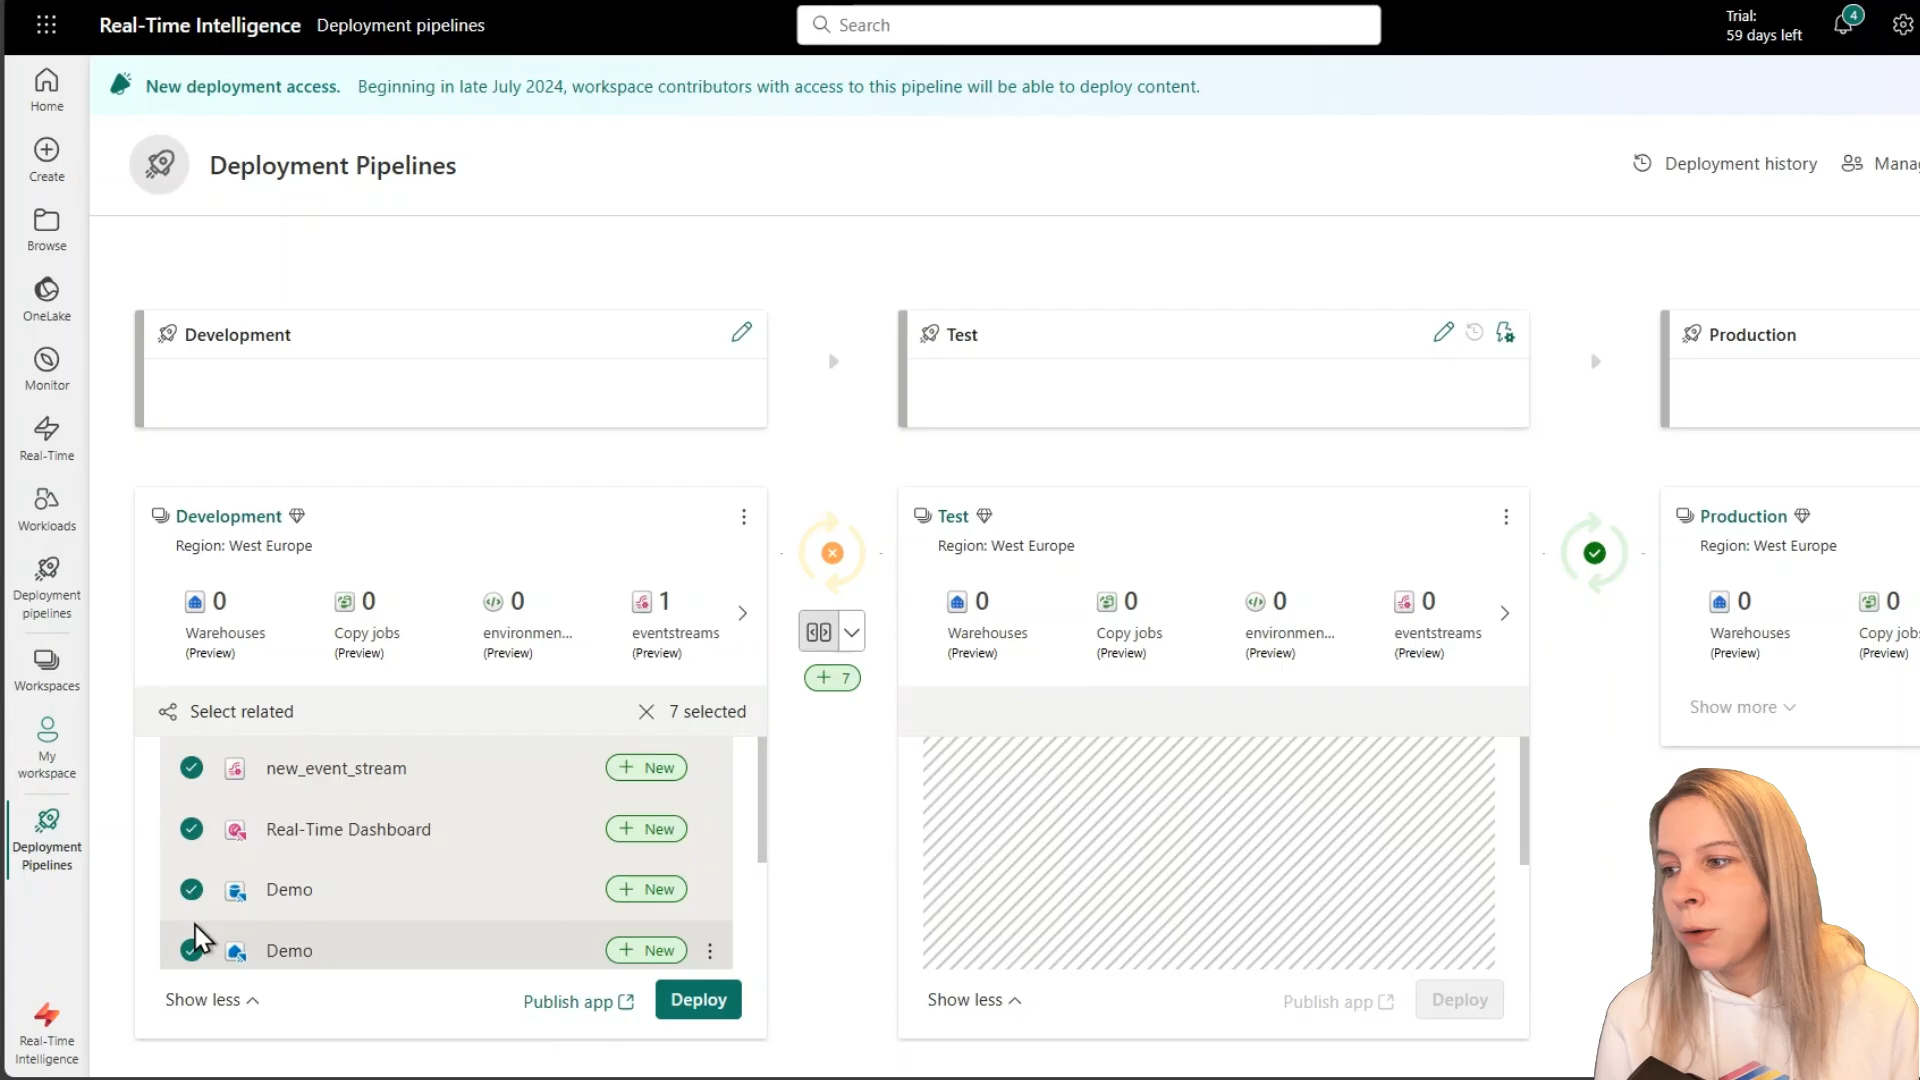 Real-Time Intelligence Deployment pipelines
Search
Trial:
59 days left
4
New deployment access. Beginning in late July 2024, workspace contributors with access to this pipeline will be able to deploy content.
Home
Create
Browse
OneLake
Monitor
Real-Time
Workloads
Deployment
pipelines
Workspaces
My
workspace
Deployment
Pipelines
Real-Time
Intelligence
Deployment Pipelines
Deployment history
Manag
Development
Test
Production
Development
Region: West Europe
0 0 0 1
Warehouses Copy jobs environmen... eventstreams
(Preview) (Preview) (Preview) (Preview)
Select related
7 selected
new_event_stream + New
Real-Time Dashboard + New
Demo + New
Demo + New
Show less
Publish app
Deploy
+ 7
Test
Region: West Europe
0 0 0 0
Warehouses Copy jobs environmen... eventstreams
(Preview) (Preview) (Preview) (Preview)
Show less
Publish app
Deploy
Production
Region: West Europe
0 0
Warehouses Copy jobs
(Preview) (Preview)
Show more